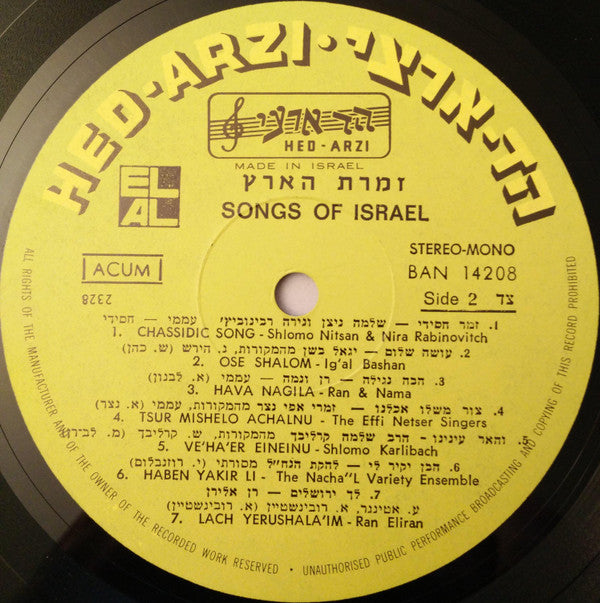 HED-ARZI · הד-ארצי
הד ארצי
HED-ARZI
MADE IN ISRAEL
זמרת הארץ
SONGS OF ISRAEL
EL
AL
STEREO-MONO
ACUM
BAN 14208
2328
Side 2 צד
1. זמר חסידי — שלמה ניצן ונירה רבינוביץ׳ עממי — חסידי
1. CHASSIDIC SONG - Shlomo Nitsan & Nira Rabinovitch
2. עושה שלום — יגאל בשן מהמקורות, נ. הירש (ש. כהן)
2. OSE SHALOM - Ig'al Bashan
3. הבה נגילה — רן ונמה — עממי (א. לבנון)
3. HAVA NAGILA - Ran & Nama
4. צור משלו אכלנו — זמרי אפי נצר מהמקורות, עממי (א. נצר)
4. TSUR MISHELO ACHALNU - The Effi Netser Singers
5. והאר עינינו - הרב שלמה קרליבך מהמקורות, ש. קרליבך
5. VE'HA'ER EINEINU - Shlomo Karlibach
6. הבן יקיר לי — להקת הנח״ל מסורתי (י. רוזנבלום)
6. HABEN YAKIR LI - The Nacha"L Variety Ensemble
7. לך ירושלים — רן אלירן
ע. אטינגר, א. רובינשטיין (א. רובינשטיין)
7. LACH YERUSHALA'IM - Ran Eliran
ALL RIGHTS OF THE MANUFACTURER AND OF THE OWNER OF THE RECORDED WORK RESERVED · UNAUTHORISED PUBLIC PERFORMANCE BROADCASTING AND COPYING OF THIS RECORD PROHIBITED